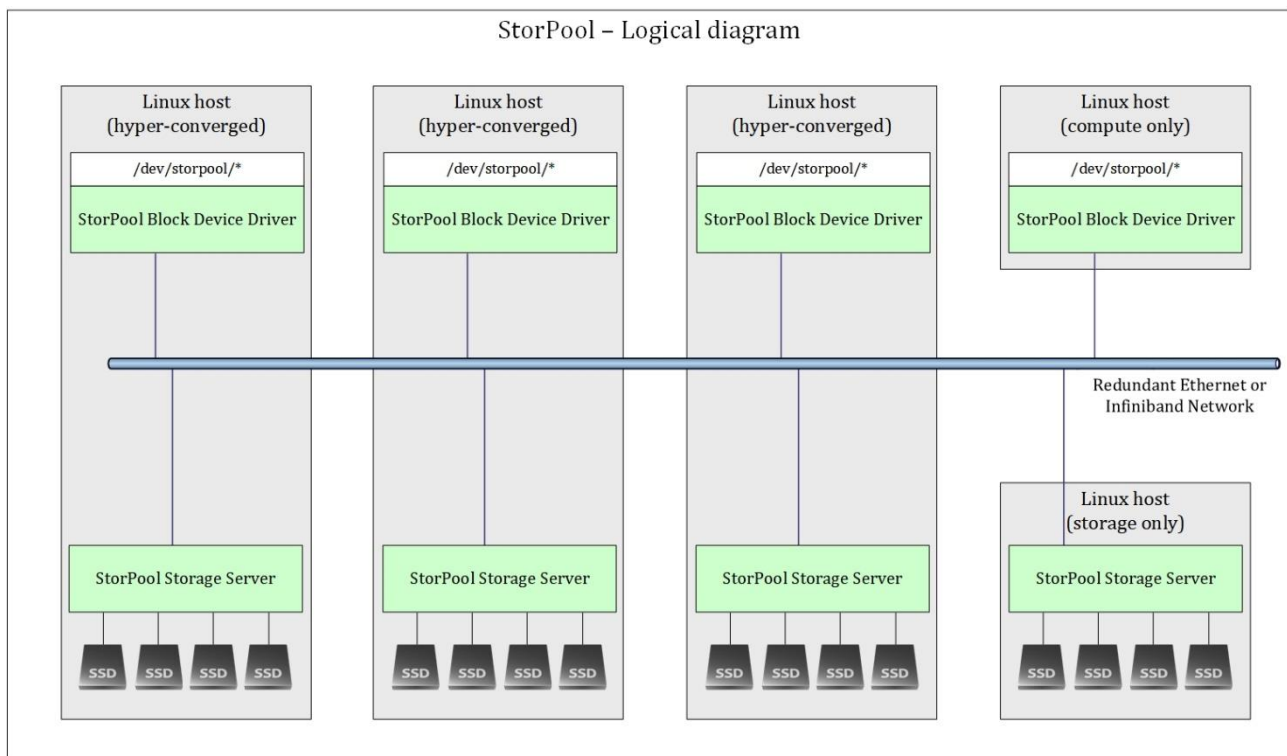 StorPool – Logical diagram
Linux host
(hyper-converged)
/dev/storpool/*
StorPool Block Device Driver
Linux host
(hyper-converged)
/dev/storpool/*
StorPool Block Device Driver
Linux host
(hyper-converged)
/dev/storpool/*
StorPool Block Device Driver
Linux host
(compute only)
/dev/storpool/*
StorPool Block Device Driver
Redundant Ethernet or
Infiniband Network
StorPool Storage Server
SSD SSD SSD SSD
StorPool Storage Server
SSD SSD SSD SSD
StorPool Storage Server
SSD SSD SSD SSD
Linux host
(storage only)
StorPool Storage Server
SSD SSD SSD SSD